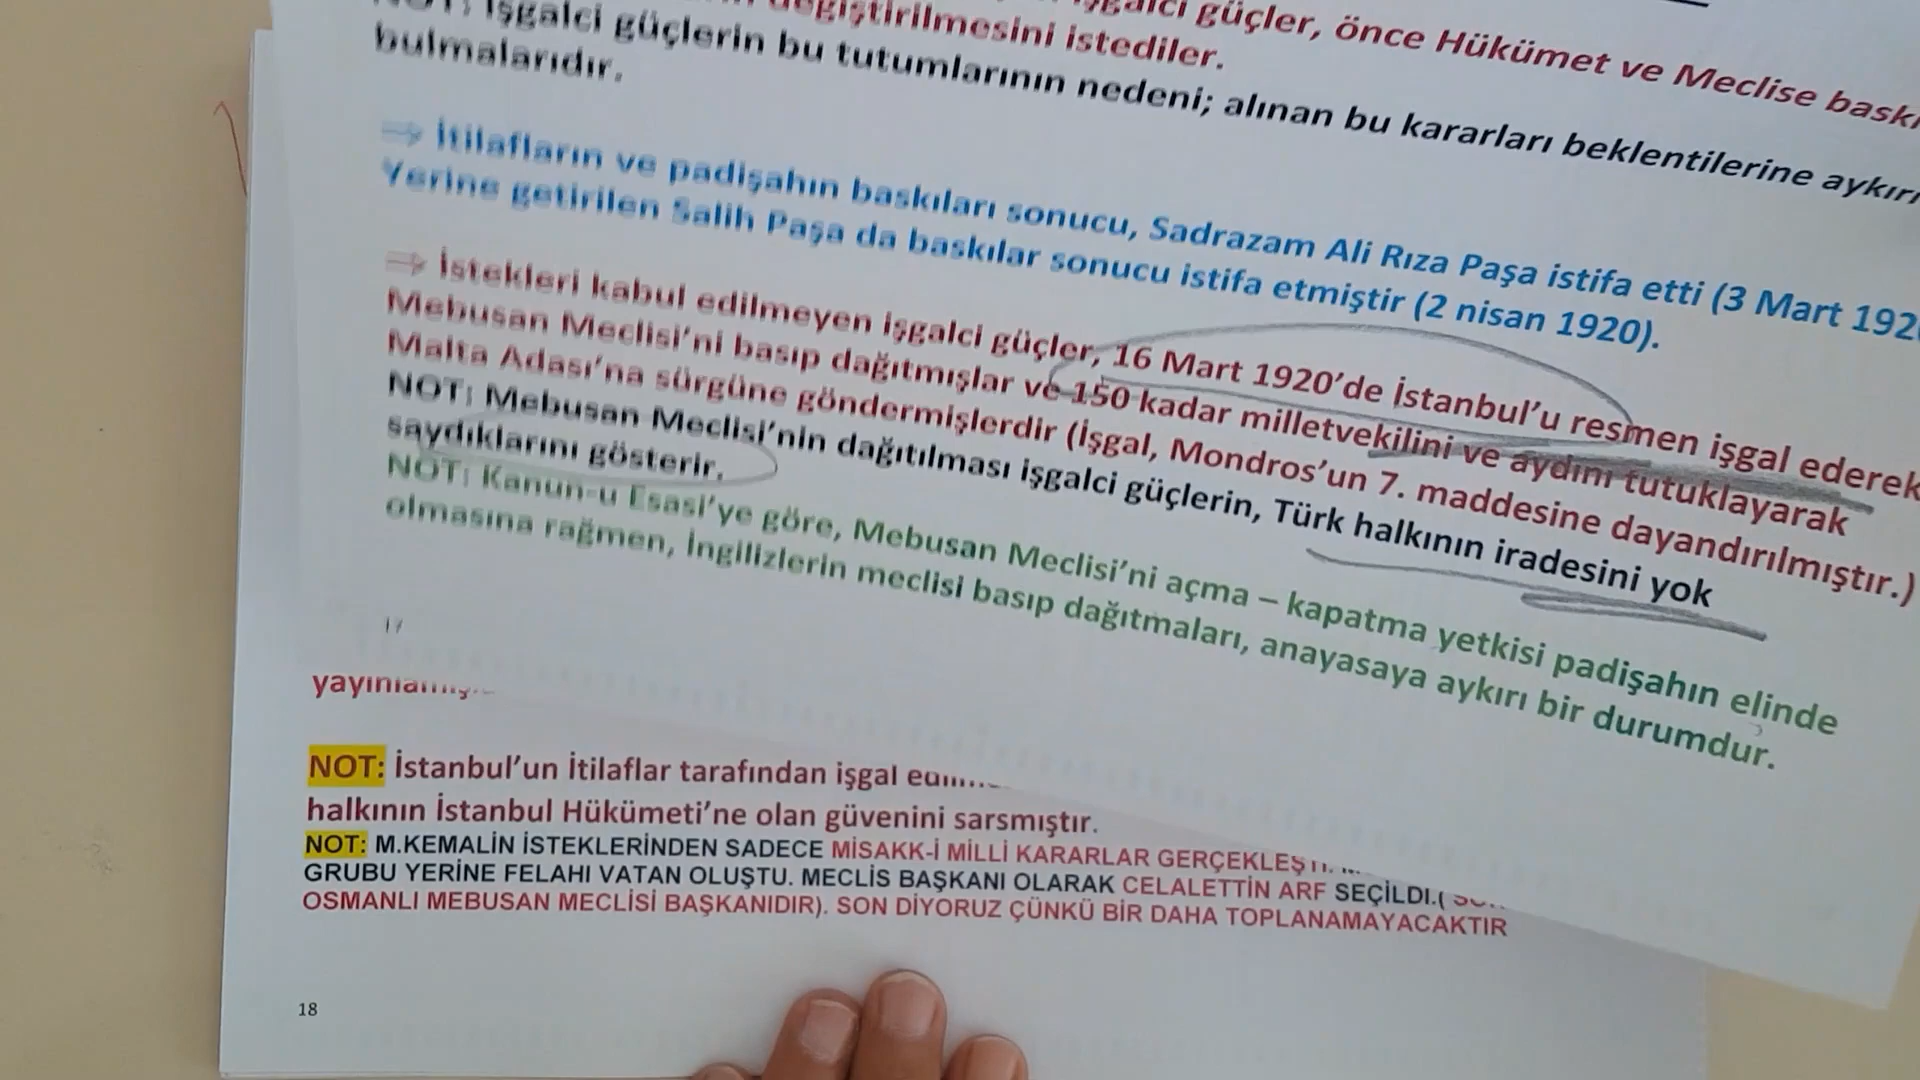 işgalci güçler, önce Hükümet ve Meclise baskı
değiştirilmesini istediler.
NOT: İşgalci güçlerin bu tutumlarının nedeni; alınan bu kararları beklentilerine aykırı
bulmalarıdır.
⇒ İtilafların ve padişahın baskıları sonucu, Sadrazam Ali Rıza Paşa istifa etti (3 Mart 192
Yerine getirilen Salih Paşa da baskılar sonucu istifa etmiştir (2 nisan 1920).
⇒ İstekleri kabul edilmeyen işgalci güçler, 16 Mart 1920’de İstanbul’u resmen işgal ederek
Mebusan Meclisi’ni basıp dağıtmışlar ve 150 kadar milletvekilini ve aydını tutuklayarak
Malta Adası’na sürgüne göndermişlerdir (İşgal, Mondros’un 7. maddesine dayandırılmıştır.)
NOT: Mebusan Meclisi’nin dağıtılması işgalci güçlerin, Türk halkının iradesini yok
saydıklarını gösterir.
NOT: Kanun-u Esasi’ye göre, Mebusan Meclisi’ni açma – kapatma yetkisi padişahın elinde
olmasına rağmen, İngilizlerin meclisi basıp dağıtmaları, anayasaya aykırı bir durumdur.
17
NOT: İstanbul’un İtilaflar tarafından işgal
halkının İstanbul Hükümeti’ne olan güvenini sarsmıştır.
NOT: M.KEMALİN İSTEKLERİNDEN SADECE MİSAKK-İ MİLLİ KARARLAR GERÇEKLEŞTİ.
GRUBU YERİNE FELAHI VATAN OLUŞTU. MECLİS BAŞKANI OLARAK CELALETTİN ARF SEÇİLDI.(
OSMANLI MEBUSAN MECLİSİ BAŞKANIDIR). SON DİYORUZ ÇÜNKÜ BİR DAHA TOPLANAMAYACAKTIR
18